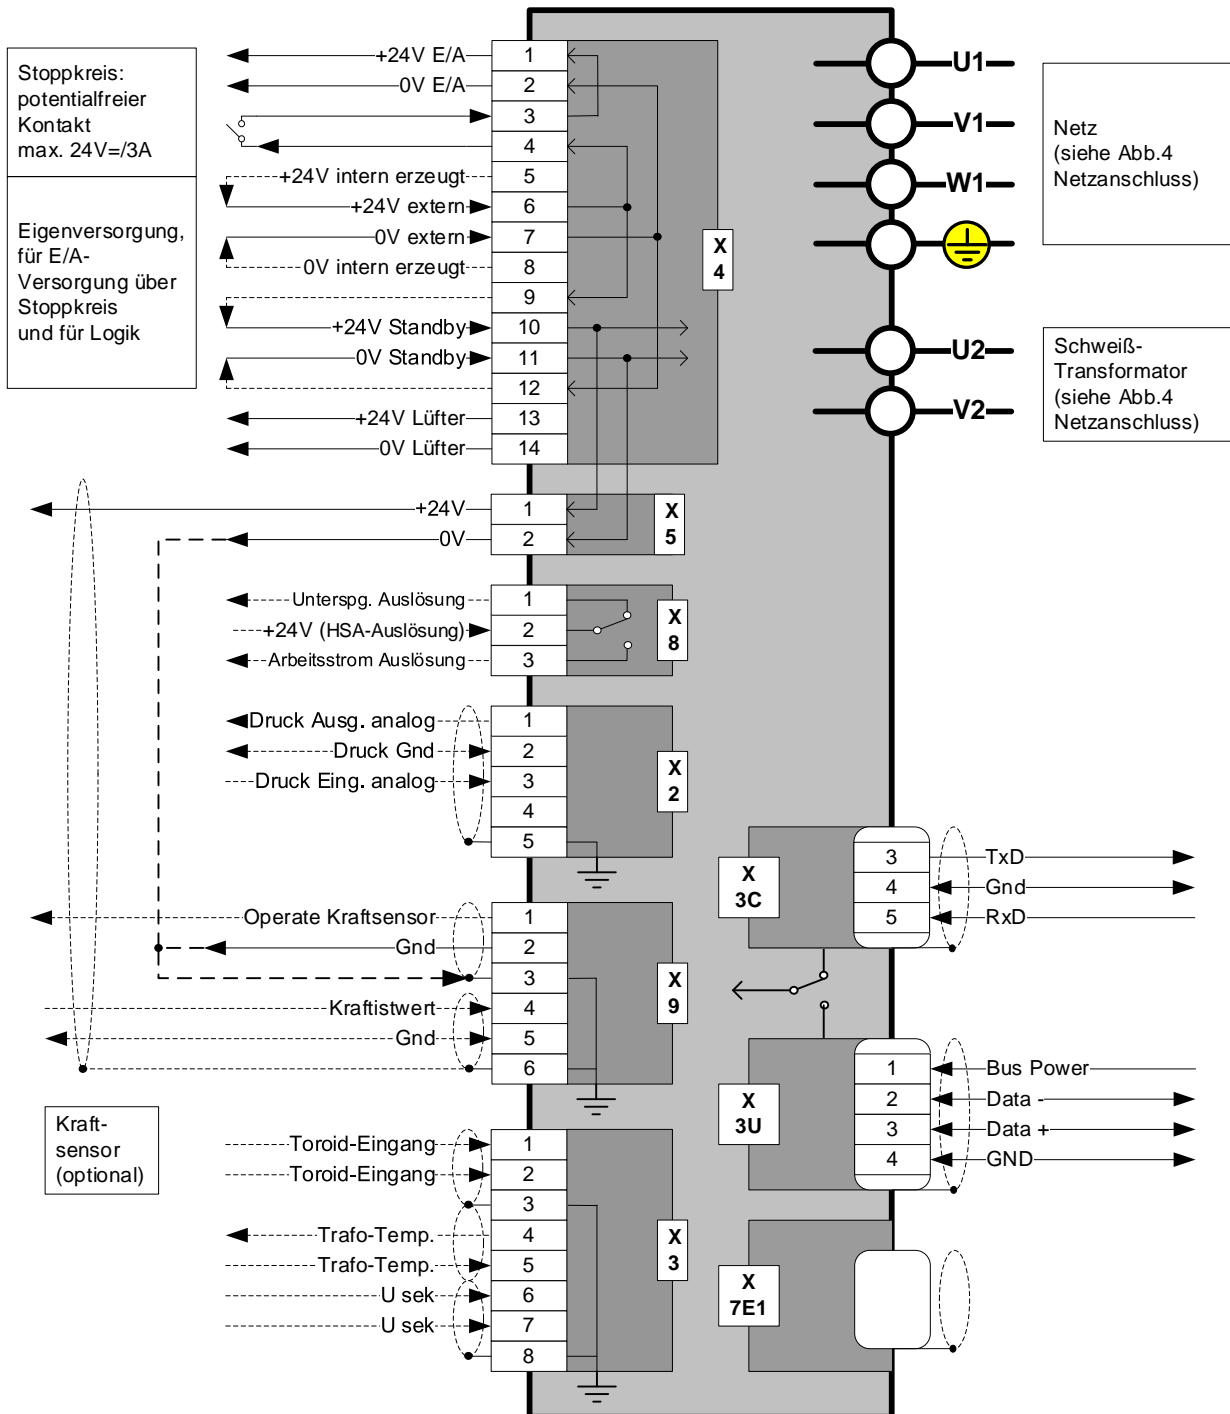 Stoppkreis:
potentialfreier
Kontakt
max. 24V=/3A
Eigenversorgung,
für E/A-
Versorgung über
Stoppkreis
und für Logik
+24V E/A 1
0V E/A 2
3
4
+24V intern erzeugt 5
+24V extern 6
0V extern 7
0V intern erzeugt 8
9
+24V Standby 10
0V Standby 11
12
+24V Lüfter 13
0V Lüfter 14
X
4
+24V 1
0V 2
X
5
Unterspg. Auslösung 1
+24V (HSA-Auslösung) 2
Arbeitsstrom Auslösung 3
X
8
Druck Ausg. analog 1
Druck Gnd 2
Druck Eing. analog 3
4
5
X
2
Operate Kraftsensor 1
Gnd 2
3
Kraftistwert 4
Gnd 5
6
X
9
Kraft-
sensor
(optional)
Toroid-Eingang 1
Toroid-Eingang 2
3
Trafo-Temp. 4
Trafo-Temp. 5
U sek 6
U sek 7
8
X
3
U1
V1
W1
Netz
(siehe Abb.4
Netzanschluss)
U2
V2
Schweiß-
Transformator
(siehe Abb.4
Netzanschluss)
X
3C
3 TxD
4 Gnd
5 RxD
X
3U
1 Bus Power
2 Data -
3 Data +
4 GND
X
7E1